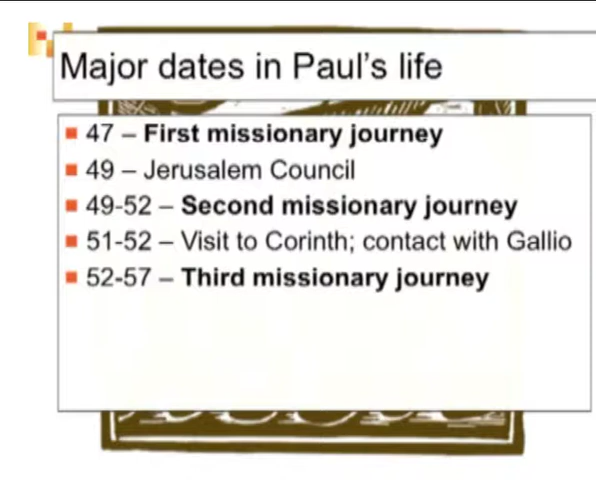 Major dates in Paul's life
47 – First missionary journey
49 – Jerusalem Council
49-52 – Second missionary journey
51-52 – Visit to Corinth; contact with Gallio
52-57 – Third missionary journey